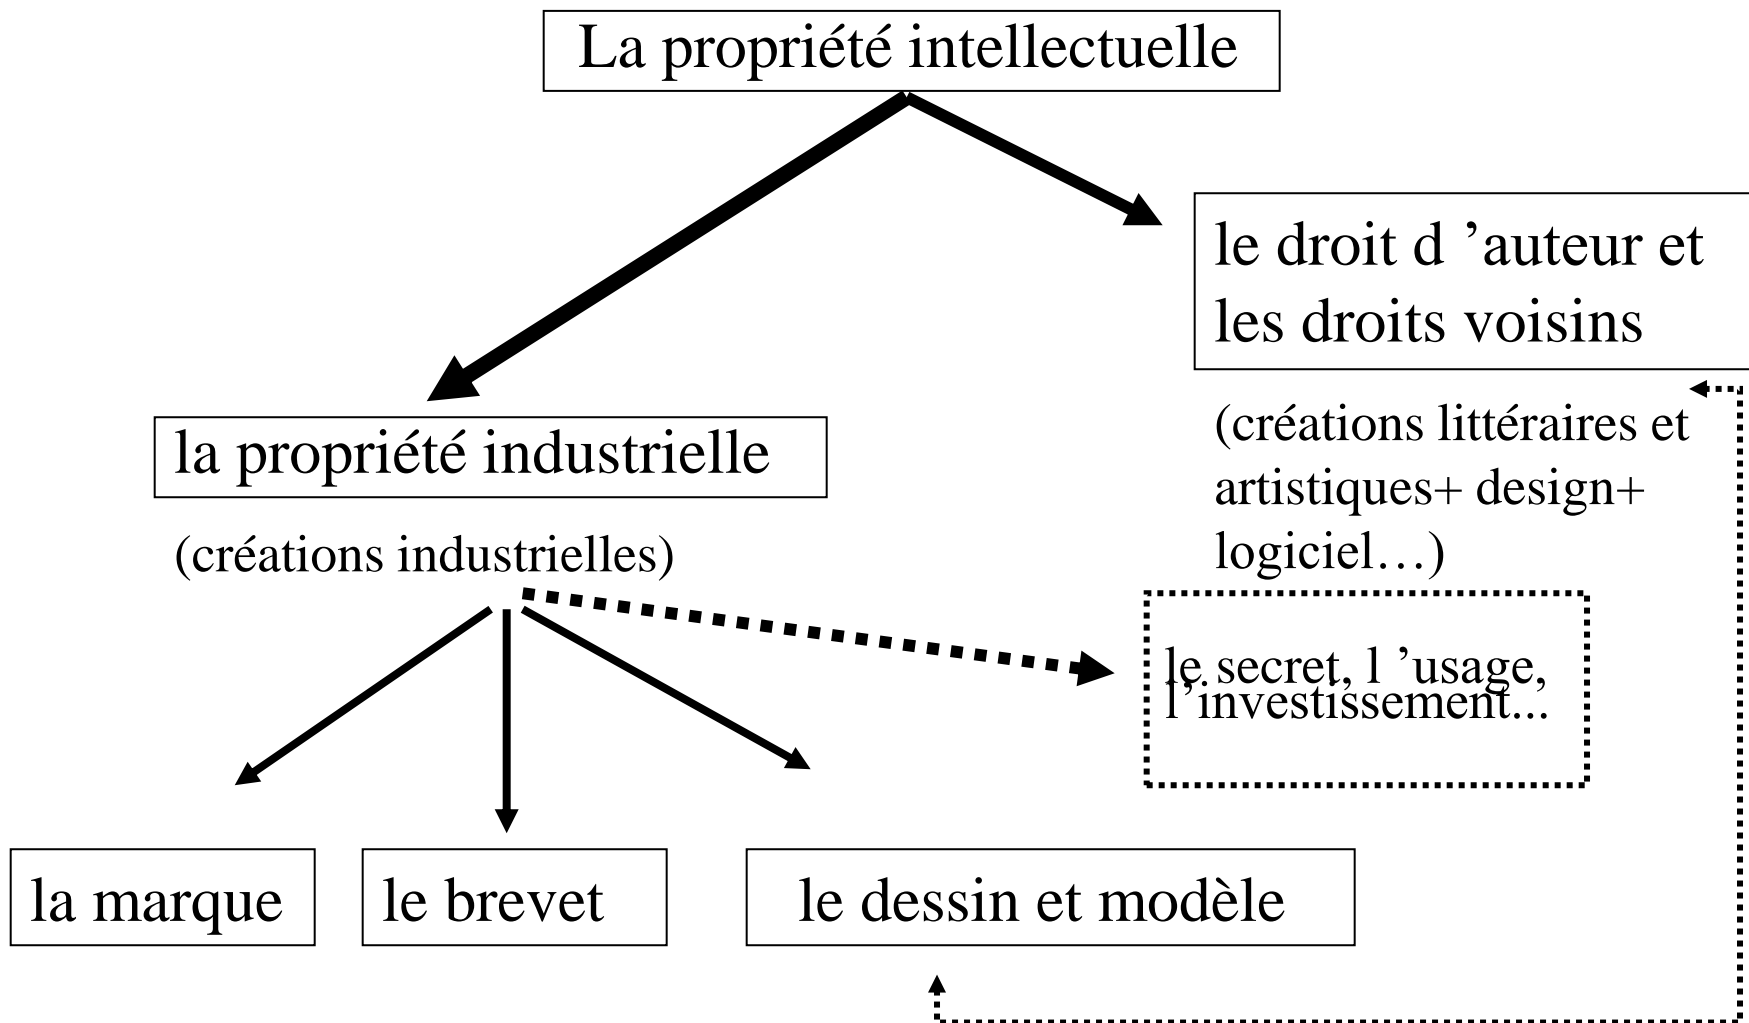 La propriété intellectuelle
le droit d ’auteur et
les droits voisins
(créations littéraires et
artistiques+ design+
logiciel…)
la propriété industrielle
(créations industrielles)
le secret, l ’usage,
l’investissement...
la marque
le brevet
le dessin et modèle